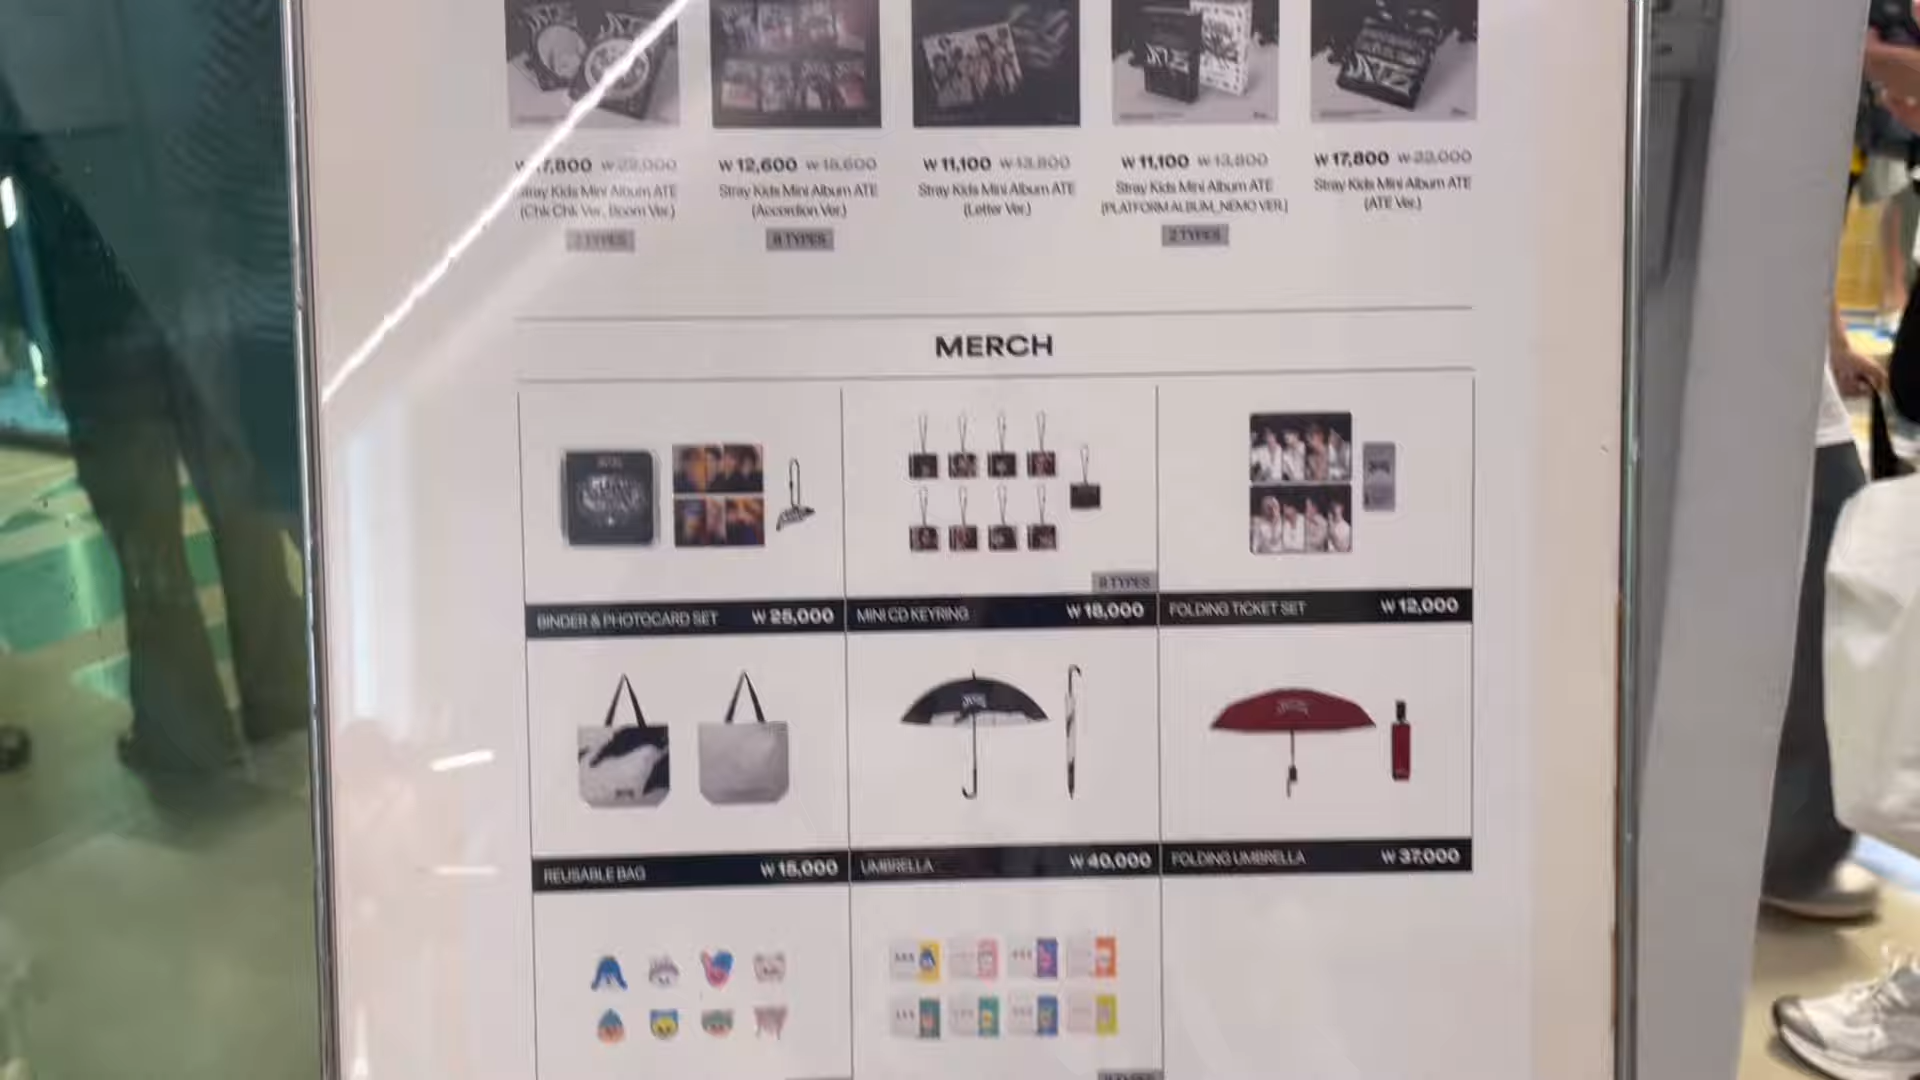 ₩ 17,800 ₩ 22,000
₩ 12,600 ₩ 15,600
₩ 11,100 ₩ 13,800
₩ 11,100 ₩ 13,800
₩ 17,800 ₩ 22,000
Stray Kids Mini Album ATE
(Chk Chk Ver, Boom Ver.)
2 TYPES
Stray Kids Mini Album ATE
(Accordion Ver.)
8 TYPES
Stray Kids Mini Album ATE
(Letter Ver.)
Stray Kids Mini Album ATE
(PLATFORM ALBUM_NEMO VER.)
2 TYPES
Stray Kids Mini Album ATE
(ATE Ver.)
MERCH
8 TYPES
BINDER & PHOTOCARD SET ₩ 25,000
MINI CD KEYRING ₩ 18,000
FOLDING TICKET SET ₩ 12,000
REUSABLE BAG ₩ 15,000
UMBRELLA ₩ 40,000
FOLDING UMBRELLA ₩ 37,000
8 TYPES